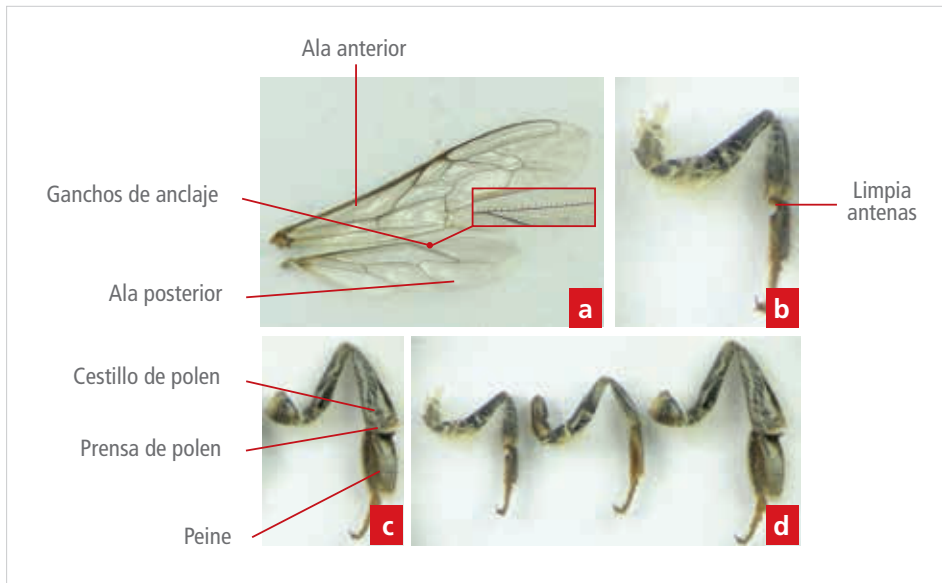 Ala anterior
Ganchos de anclaje
Ala posterior
a
Limpia
antenas
b
Cestillo de polen
Prensa de polen
Peine
c
d